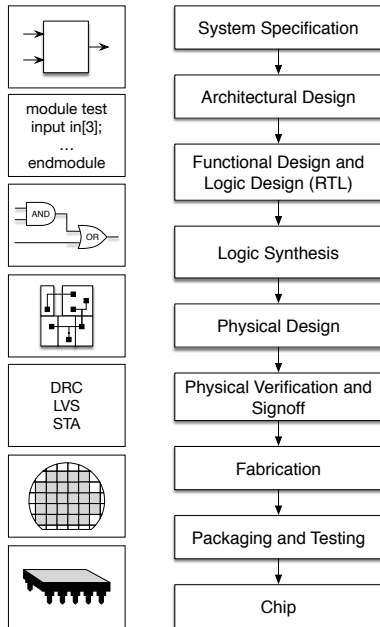 System Specification
module test
input in[3];
...
endmodule
Architectural Design
Functional Design and
Logic Design (RTL)
AND
OR
Logic Synthesis
Physical Design
DRC
LVS
STA
Physical Verification and
Signoff
Fabrication
Packaging and Testing
Chip